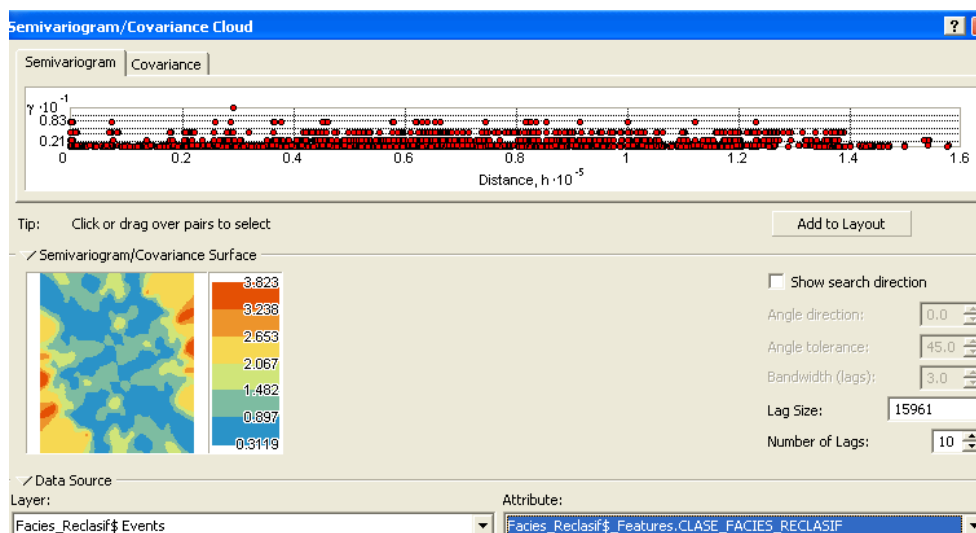 Semivariogram/Covariance Cloud
?
Semivariogram Covariance
γ ·10⁻¹
0.83
0.21
0 0.2 0.4 0.6 0.8 1 1.2 1.4 1.6
Distance, h ·10⁻⁵
Tip: Click or drag over pairs to select
Add to Layout
Semivariogram/Covariance Surface
3.823
3.238
2.653
2.067
1.482
0.897
0.3119
Show search direction
Angle direction: 0.0
Angle tolerance: 45.0
Bandwidth (lags): 3.0
Lag Size: 15961
Number of Lags: 10
Data Source
Layer: Attribute:
Facies_Reclasif$ Events Facies_Reclasif$_Features.CLASE_FACIES_RECLASIF